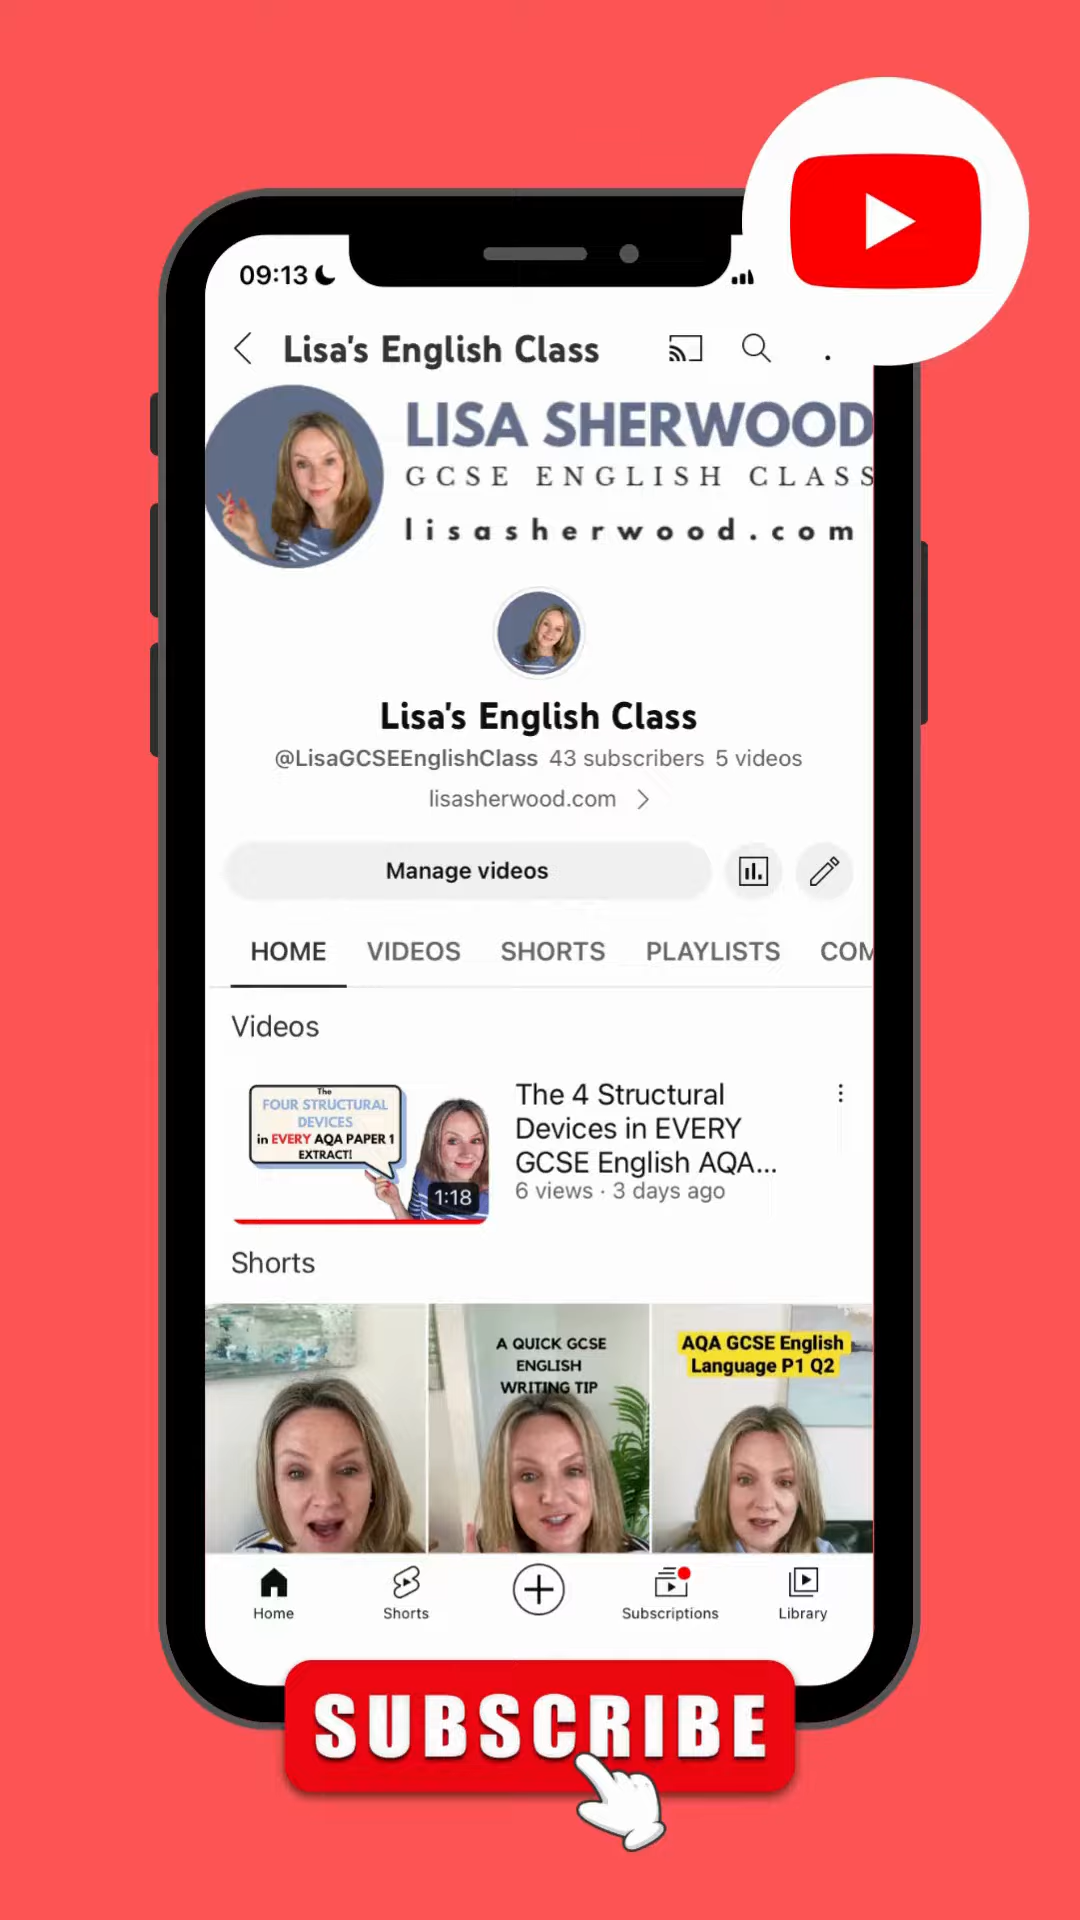 09:13
Lisa's English Class
LISA SHERWOOD
GCSE ENGLISH CLASS
lisasherwood.com
Lisa's English Class
@LisaGCSEEnglishClass 43 subscribers 5 videos
lisasherwood.com
Manage videos
HOME VIDEOS SHORTS PLAYLISTS COM
Videos
The
FOUR STRUCTURAL
DEVICES
in EVERY AQA PAPER 1
EXTRACT!
1:18
The 4 Structural
Devices in EVERY
GCSE English AQA...
6 views · 3 days ago
Shorts
A QUICK GCSE
ENGLISH
WRITING TIP
AQA GCSE English
Language P1 Q2
Home Shorts Subscriptions Library
SUBSCRIBE